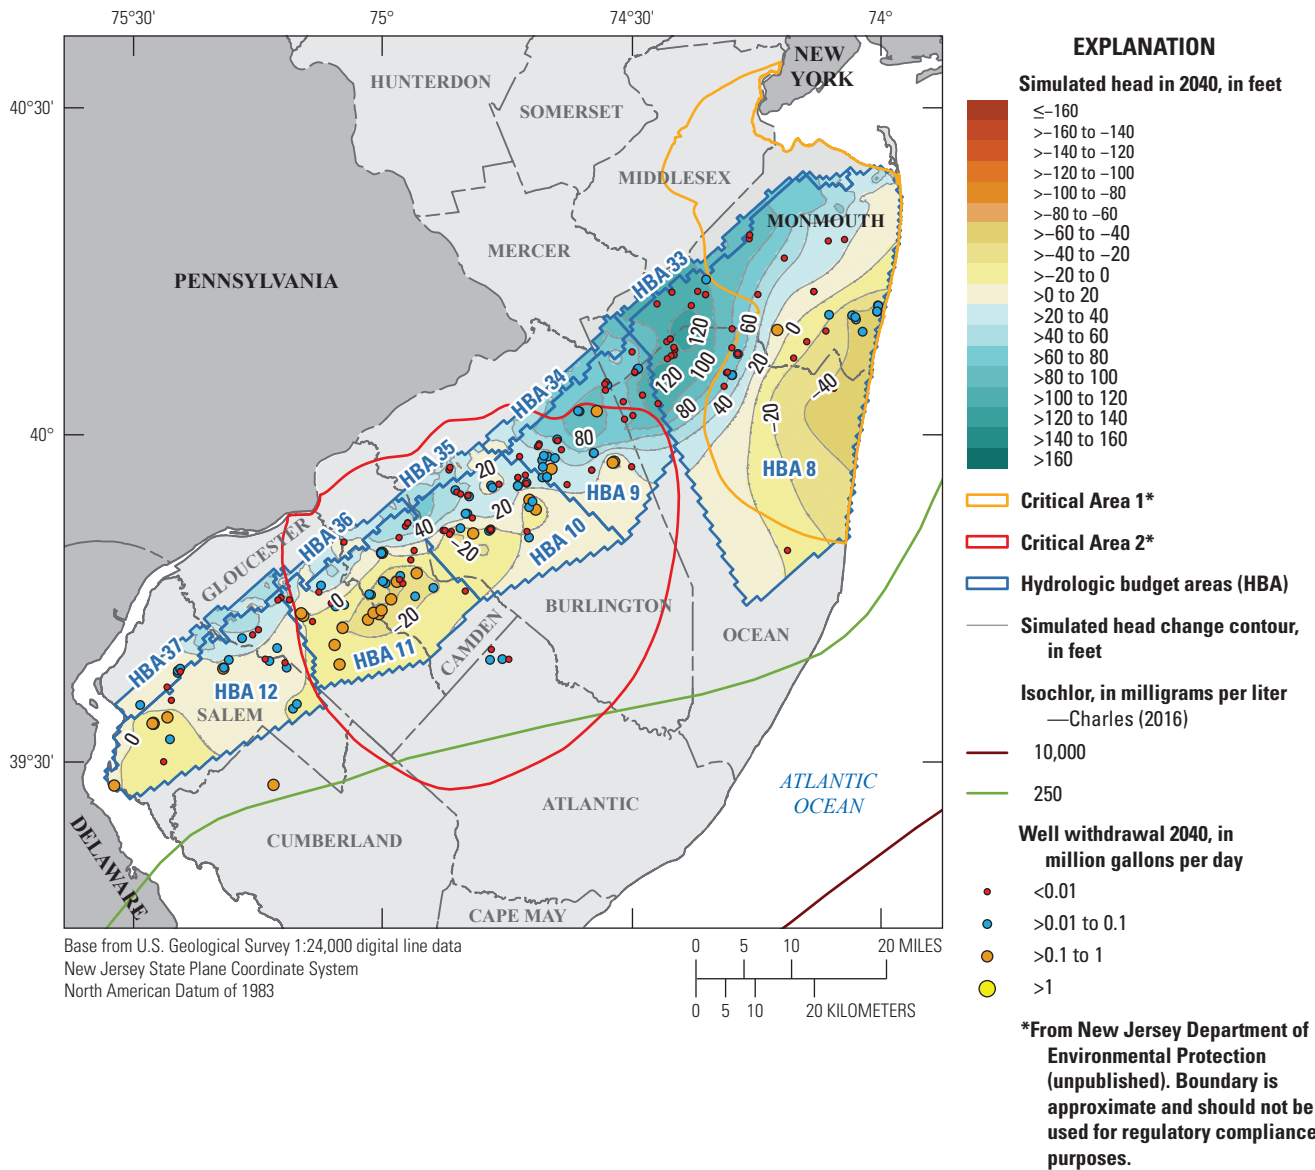 75°30'
75°
74°30'
74°
40°30'
40°
39°30'
HUNTERDON
SOMERSET
NEW
YORK
MIDDLESEX
MERCER
MONMOUTH
PENNSYLVANIA
HBA 33
HBA 34
HBA 35
HBA 36
HBA 37
HBA 8
HBA 9
HBA 10
HBA 11
HBA 12
120
60
0
100
120
20
80
40
-40
-20
80
20
20
40
-20
0
-20
0
GLOUCESTER
CAMDEN
BURLINGTON
OCEAN
SALEM
ATLANTIC
CUMBERLAND
CAPE MAY
DELAWARE
ATLANTIC
OCEAN
Base from U.S. Geological Survey 1:24,000 digital line data
New Jersey State Plane Coordinate System
North American Datum of 1983
0 5 10 20 MILES
0 5 10 20 KILOMETERS
EXPLANATION
Simulated head in 2040, in feet
≤–160
>–160 to –140
>–140 to –120
>–120 to –100
>–100 to –80
>–80 to –60
>–60 to –40
>–40 to –20
>–20 to 0
>0 to 20
>20 to 40
>40 to 60
>60 to 80
>80 to 100
>100 to 120
>120 to 140
>140 to 160
>160
Critical Area 1*
Critical Area 2*
Hydrologic budget areas (HBA)
Simulated head change contour,
in feet
Isochlor, in milligrams per liter
—Charles (2016)
10,000
250
Well withdrawal 2040, in
million gallons per day
<0.01
>0.01 to 0.1
>0.1 to 1
>1
*From New Jersey Department of
Environmental Protection
(unpublished). Boundary is
approximate and should not be
used for regulatory compliance
purposes.